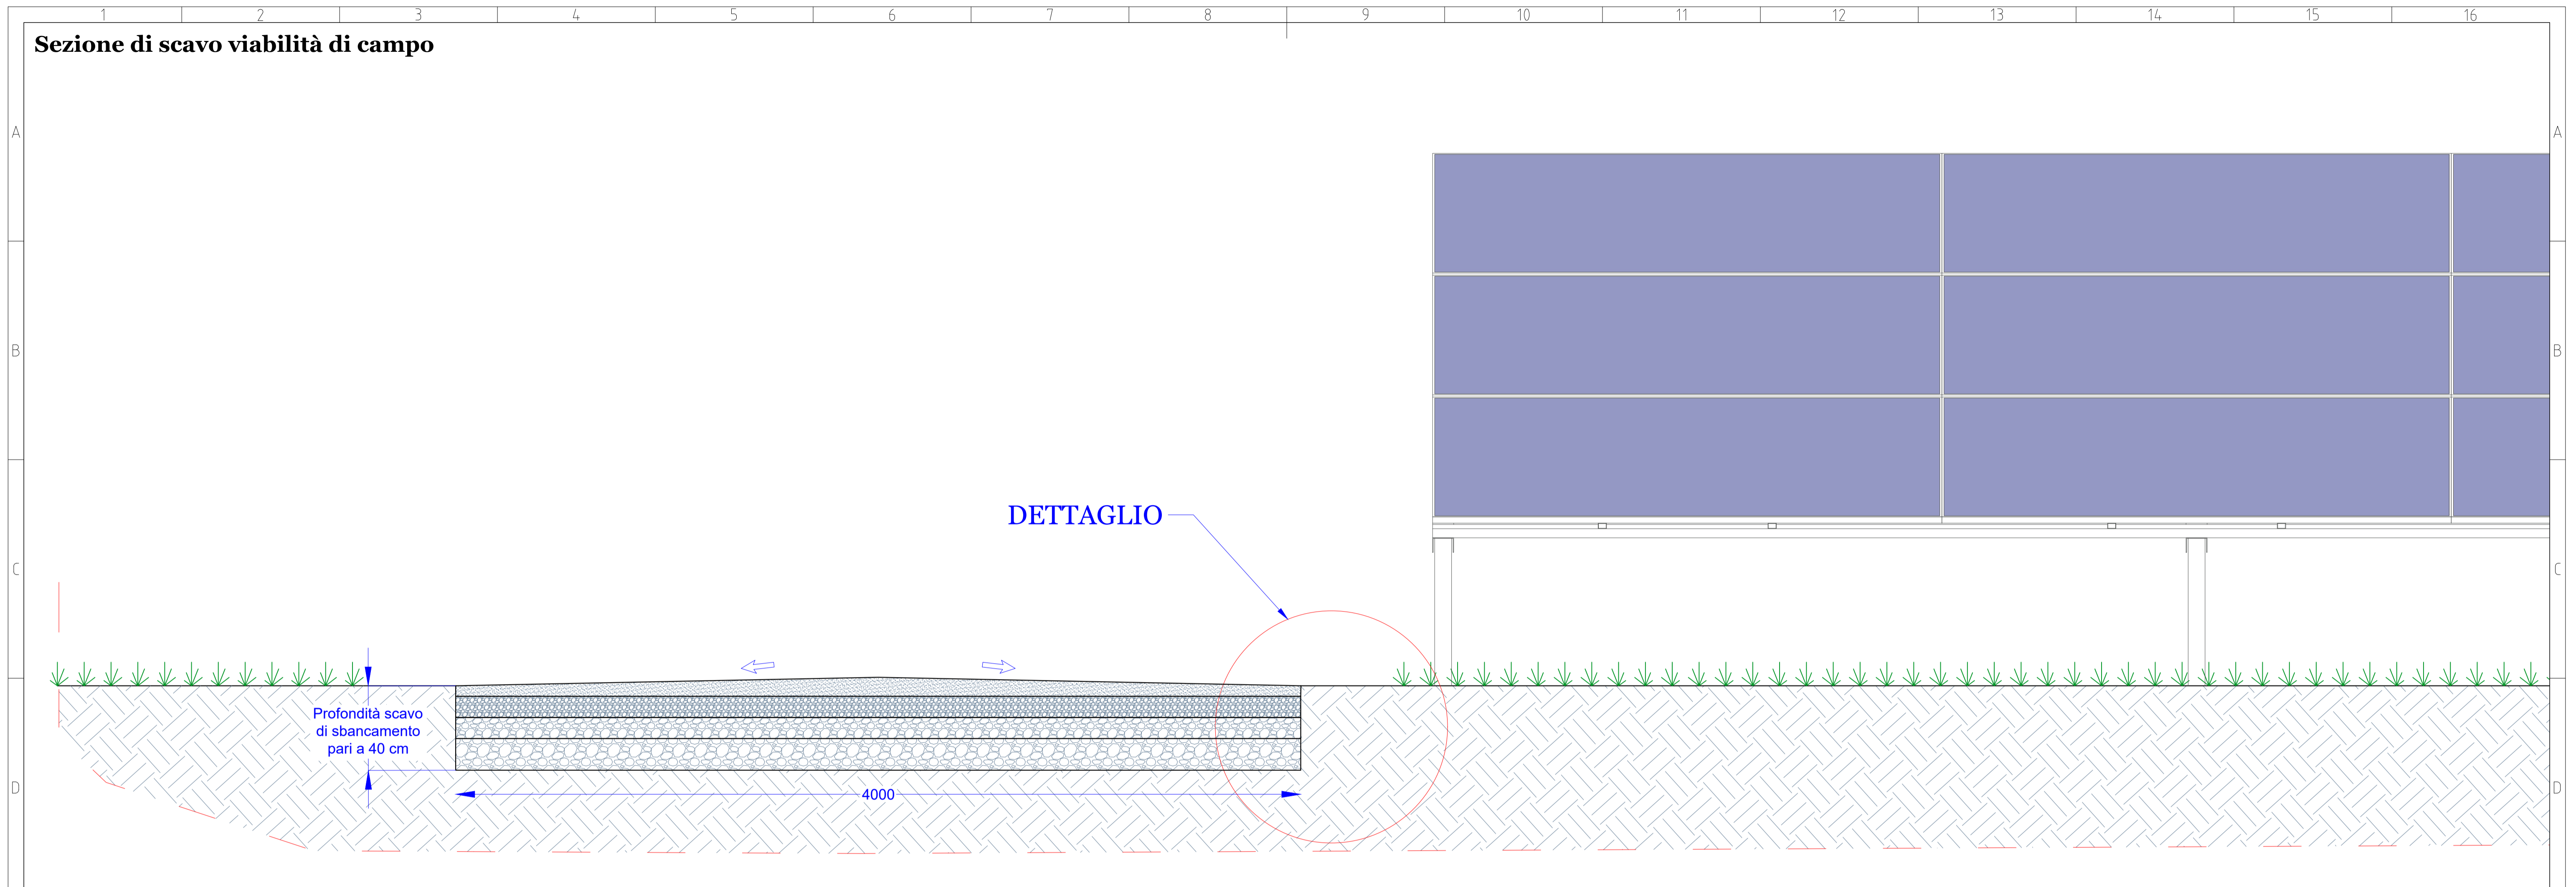 1 2 3 4 5 6 7 8 9 10 11 12 13 14 15 16
Sezione di scavo viabilità di campo
A A
B B
DETTAGLIO
C C
Profondità scavo
di sbancamento
pari a 40 cm
D D
4000